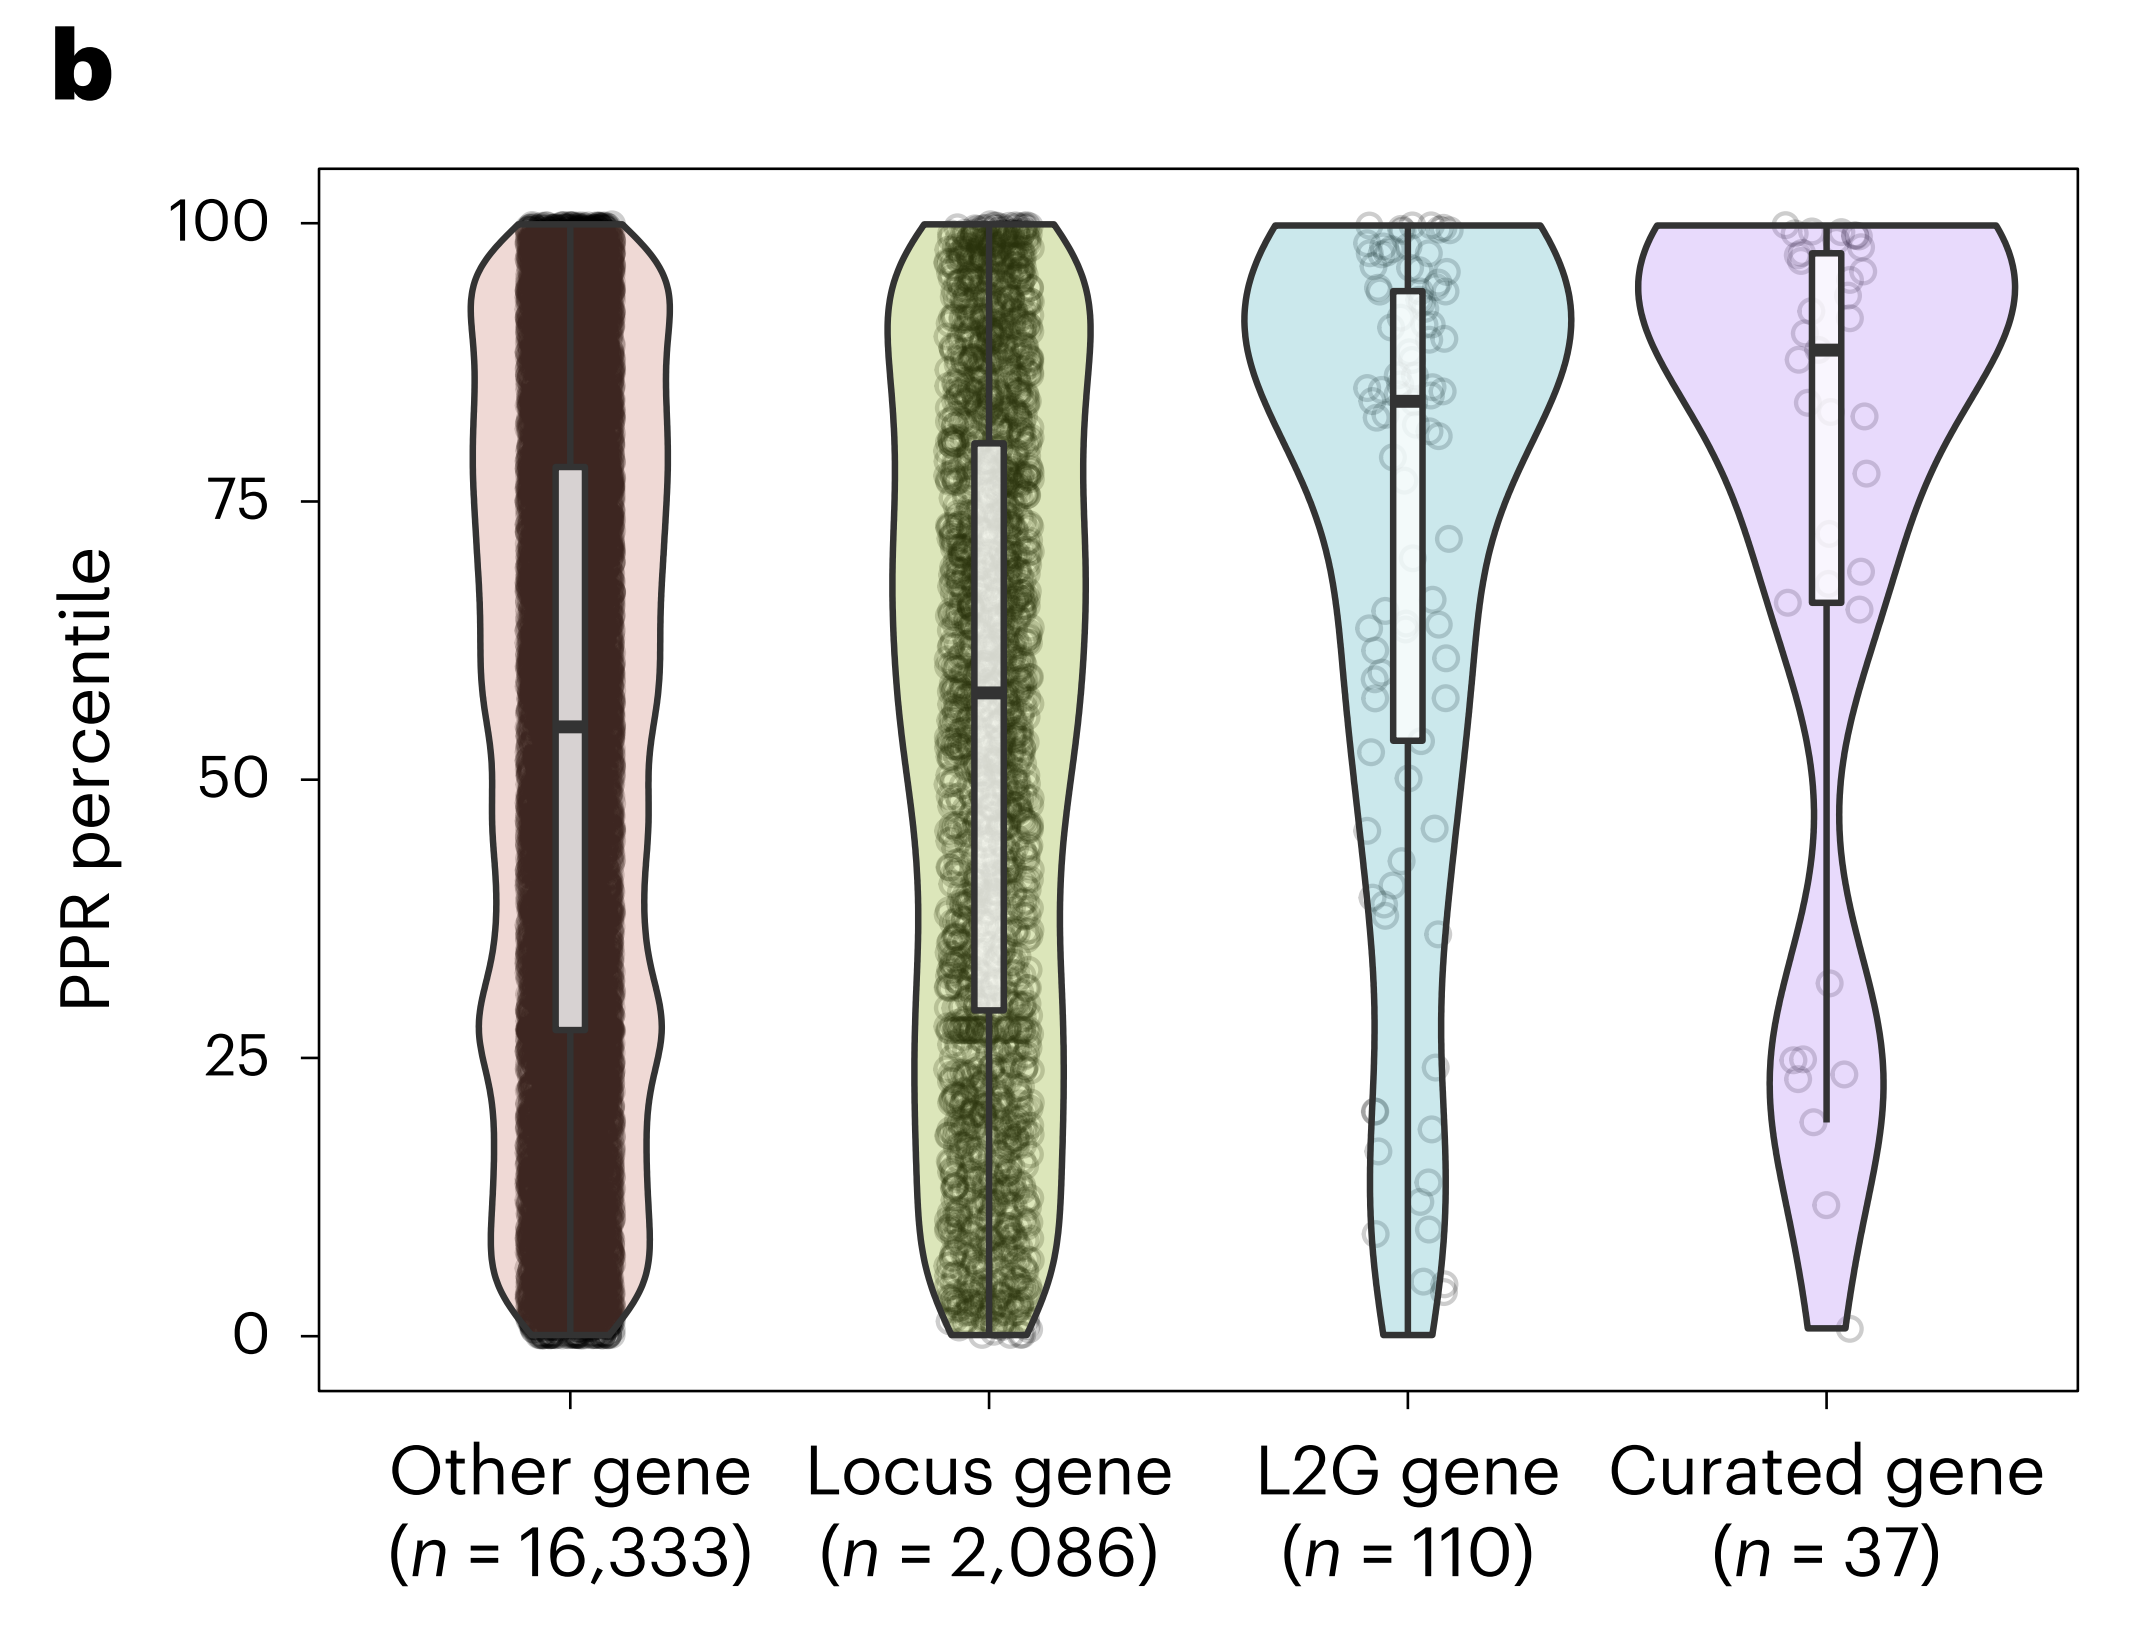 b
PPR percentile
100
75
50
25
0
Other gene
(n = 16,333)
Locus gene
(n = 2,086)
L2G gene
(n = 110)
Curated gene
(n = 37)